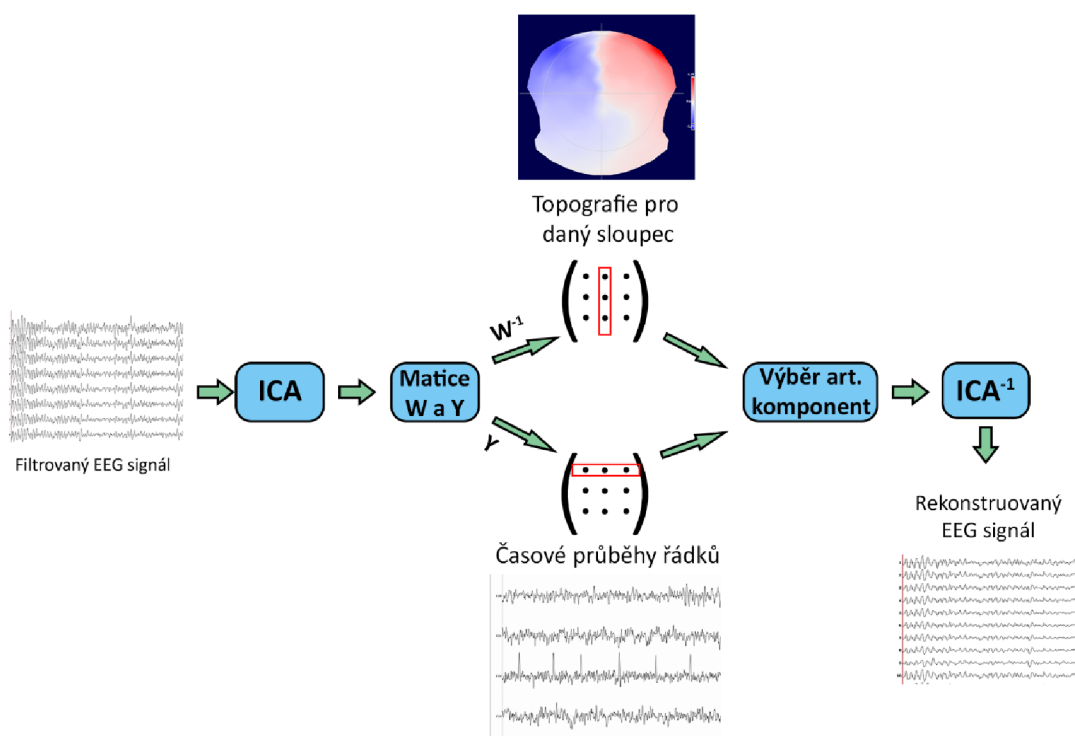 Topografie pro
daný sloupec
W⁻¹
ICA
Matice
W a Y
Výběr art.
komponent
ICA⁻¹
Y
Filtrovaný EEG signál
Rekonstruovaný
EEG signál
Časové průběhy řádků